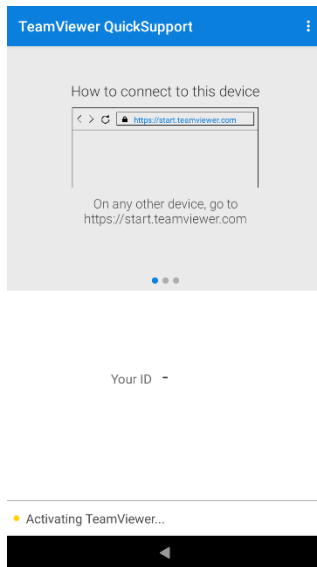 TeamViewer QuickSupport
How to connect to this device
https://start.teamviewer.com
On any other device, go to
https://start.teamviewer.com
Your ID -
Activating TeamViewer...